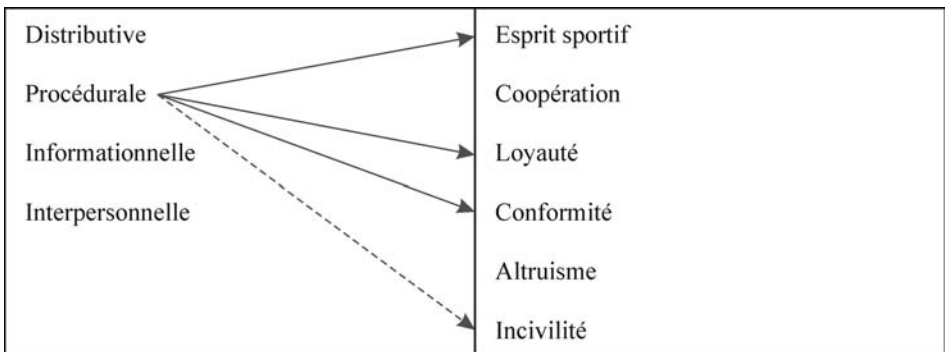 Distributive
Procédurale
Informationnelle
Interpersonnelle
Esprit sportif
Coopération
Loyauté
Conformité
Altruisme
Incivilité